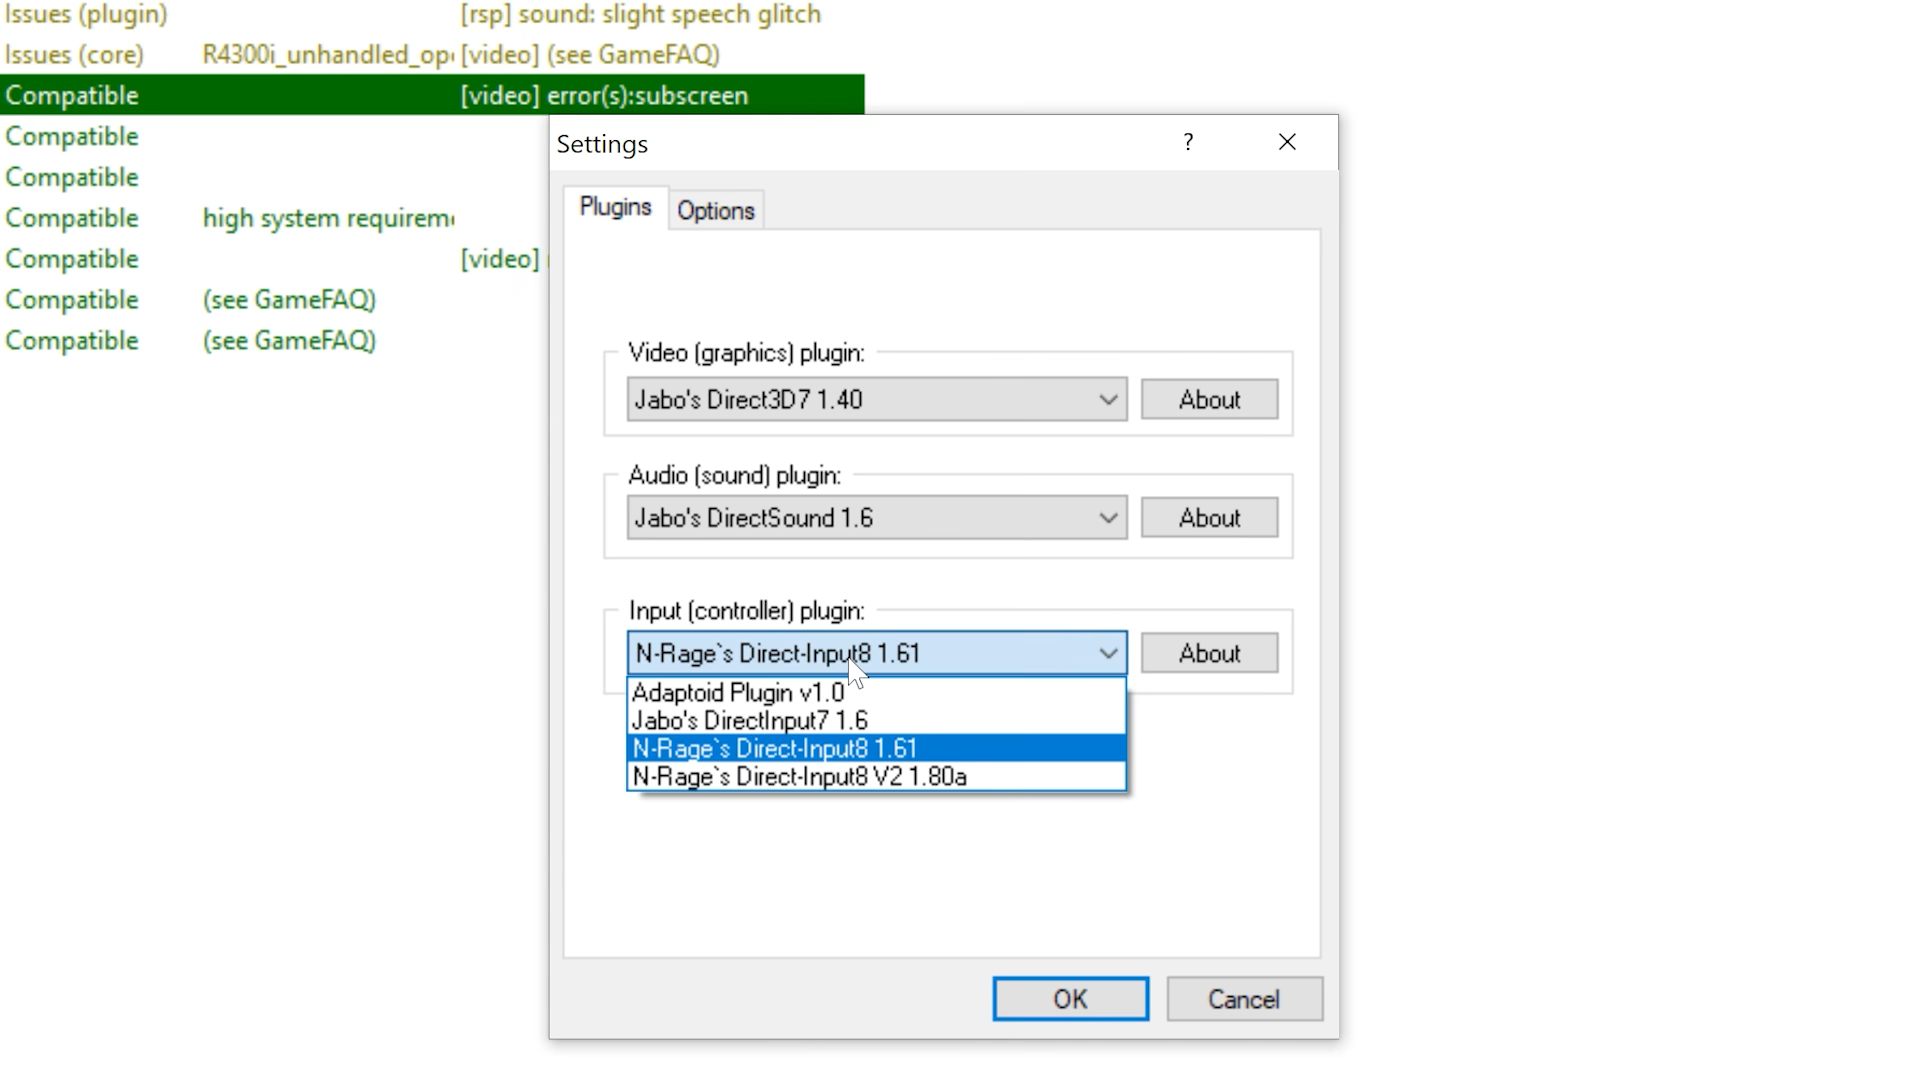 Issues (plugin) [rsp] sound: slight speech glitch
Issues (core) R4300i_unhandled_op [video] (see GameFAQ)
Compatible [video] error(s):subscreen
Compatible
Compatible
Compatible high system requirem
Compatible [video]
Compatible (see GameFAQ)
Compatible (see GameFAQ)
Settings ? ×
Plugins Options
Video (graphics) plugin:
Jabo's Direct3D7 1.40 About
Audio (sound) plugin:
Jabo's DirectSound 1.6 About
Input (controller) plugin:
N-Rage`s Direct-Input8 1.61 About
Adaptoid Plugin v1.0
Jabo's DirectInput7 1.6
N-Rage`s Direct-Input8 1.61
N-Rage`s Direct-Input8 V2 1.80a
OK Cancel